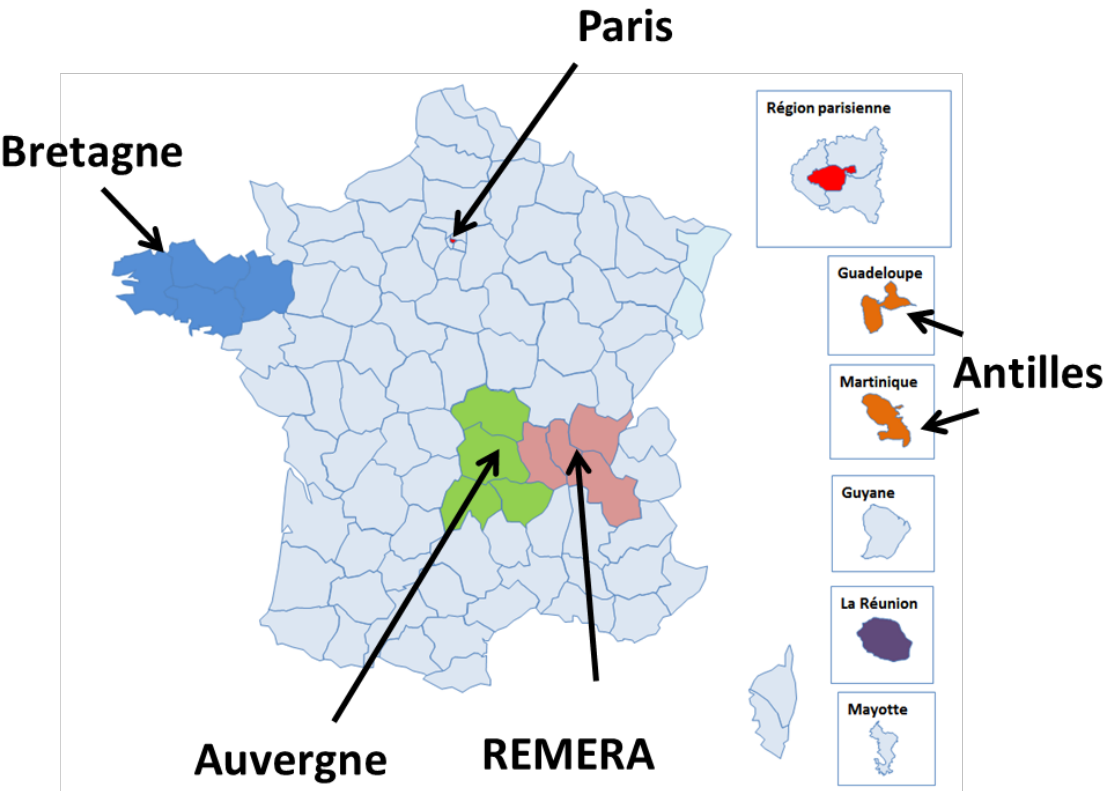 Paris
Bretagne
Région parisienne
Guadeloupe
Antilles
Martinique
Guyane
La Réunion
Mayotte
Auvergne
REMERA